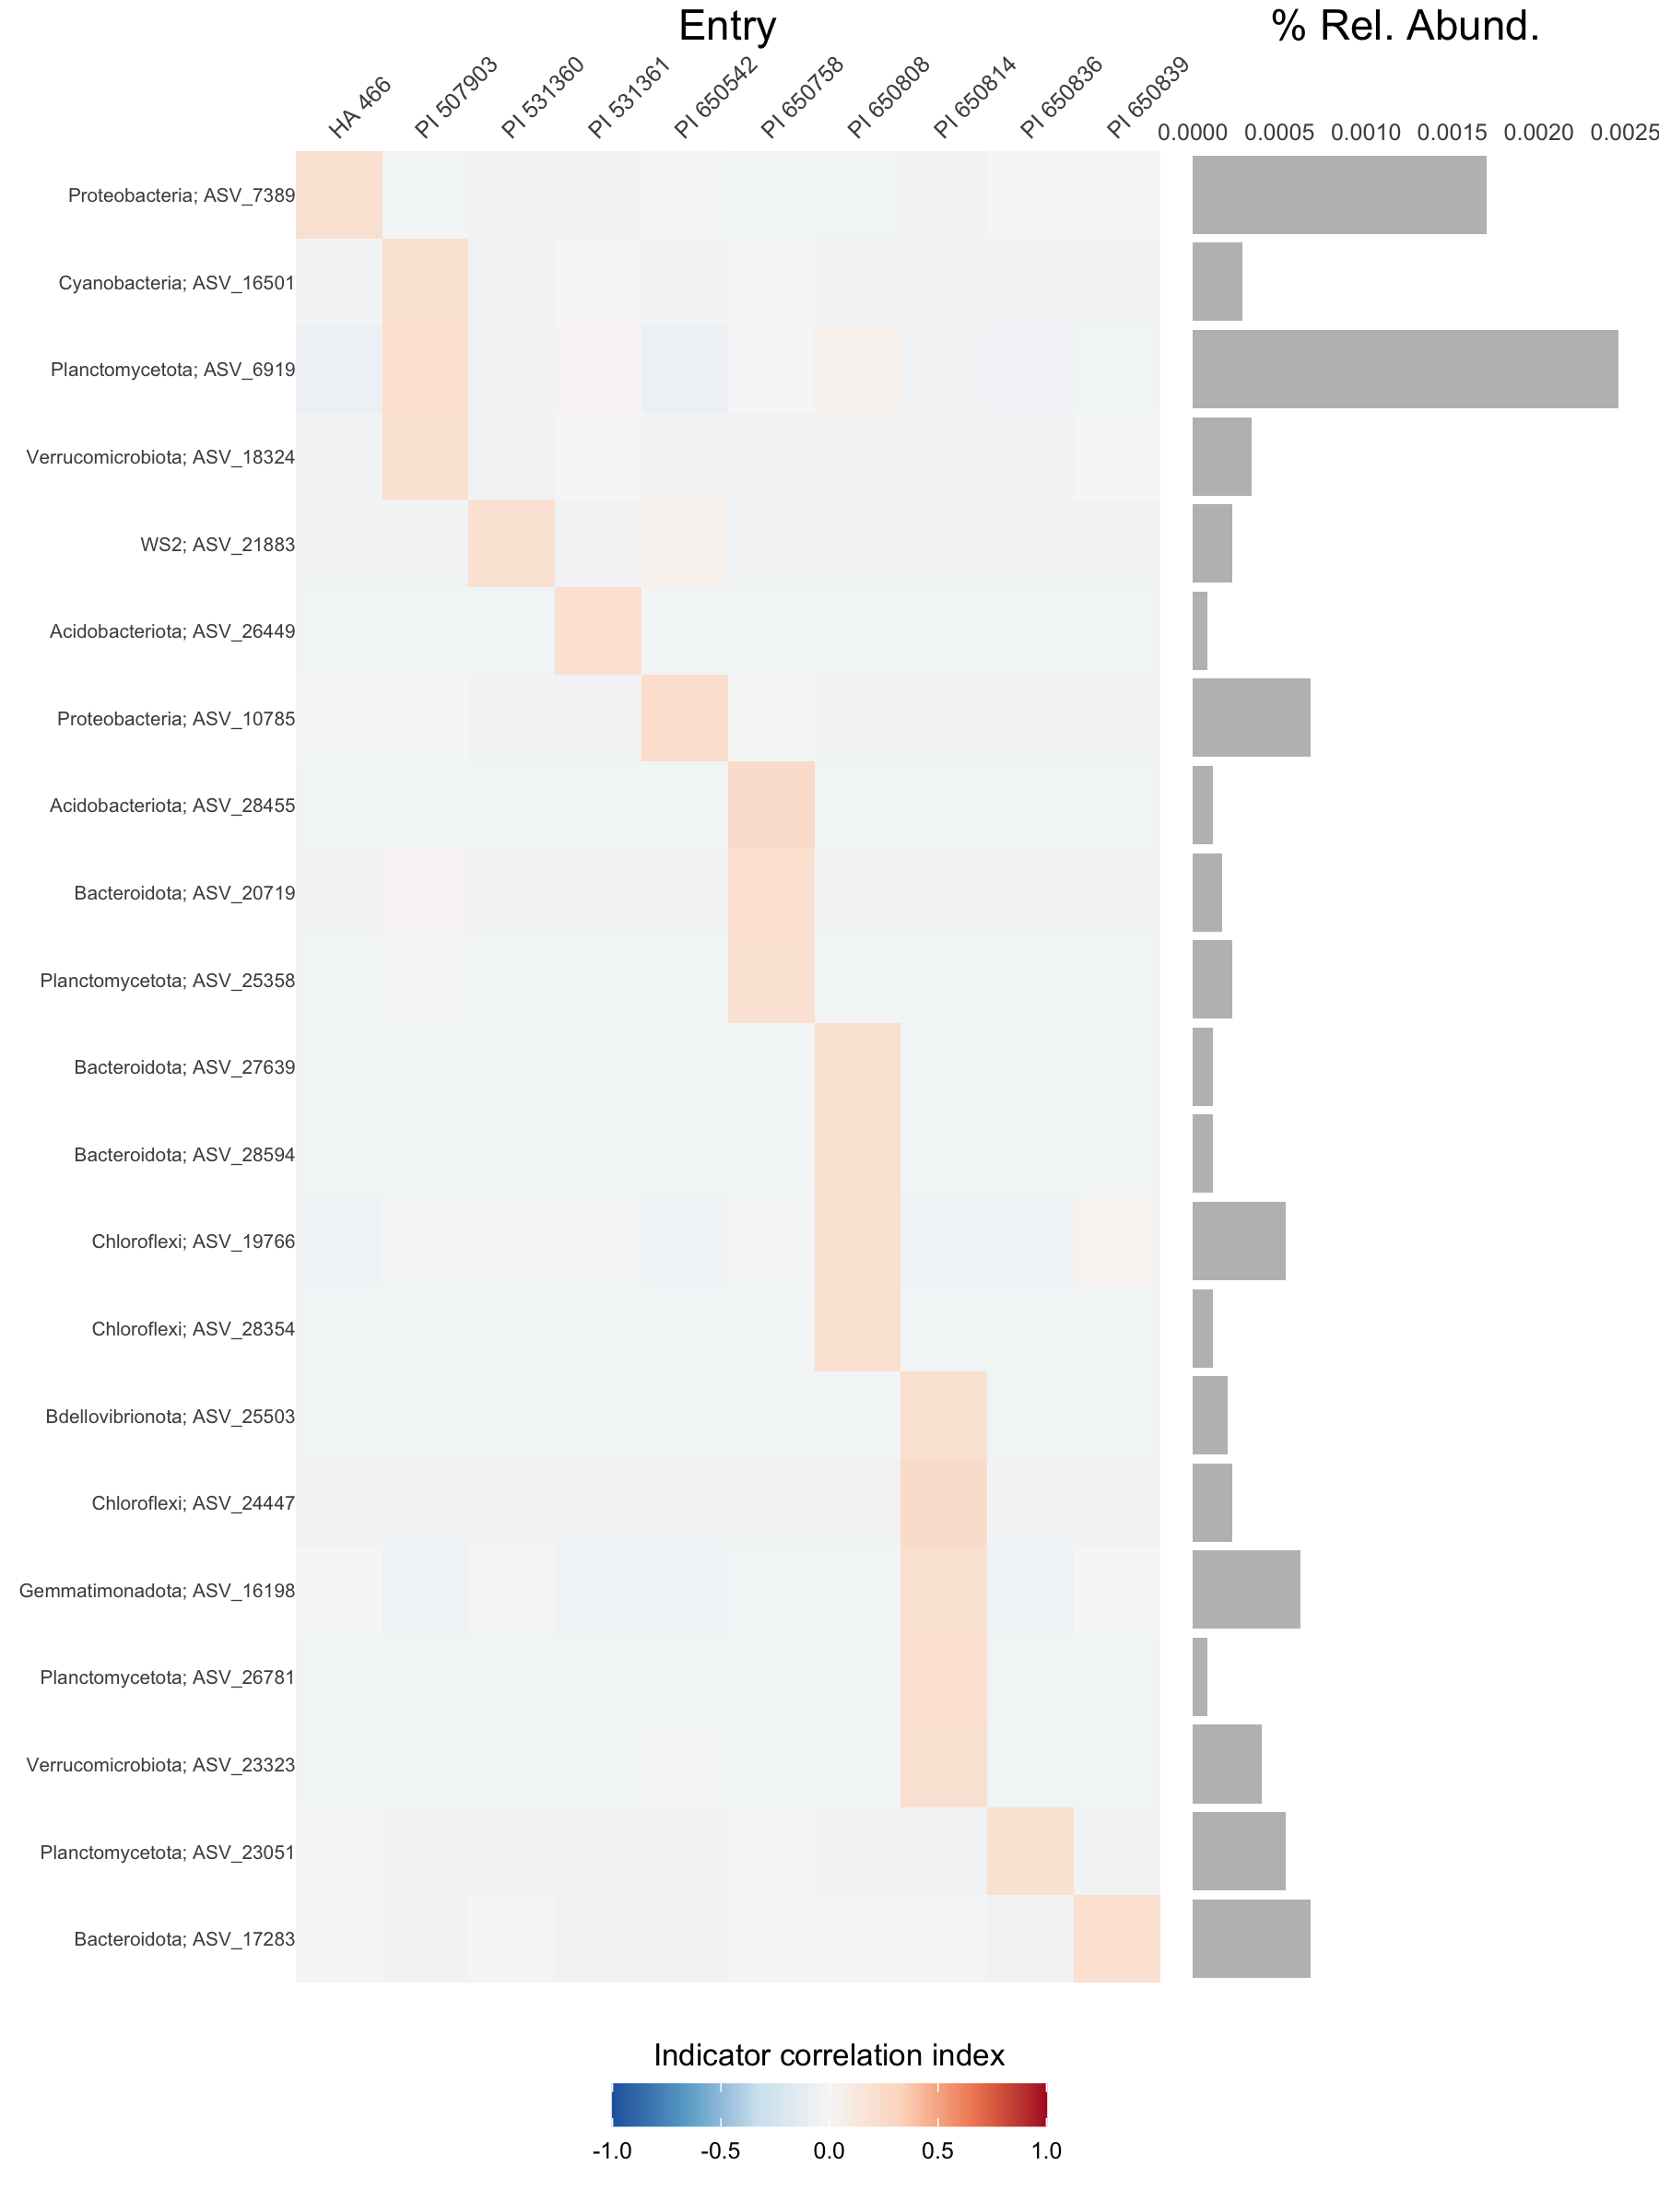 Entry
% Rel. Abund.
HA 466
PI 507903
PI 531360
PI 531361
PI 650542
PI 650758
PI 650808
PI 650814
PI 650836
PI 650839
0.0000 0.0005 0.0010 0.0015 0.0020 0.0025
Proteobacteria; ASV_7389
Cyanobacteria; ASV_16501
Planctomycetota; ASV_6919
Verrucomicrobiota; ASV_18324
WS2; ASV_21883
Acidobacteriota; ASV_26449
Proteobacteria; ASV_10785
Acidobacteriota; ASV_28455
Bacteroidota; ASV_20719
Planctomycetota; ASV_25358
Bacteroidota; ASV_27639
Bacteroidota; ASV_28594
Chloroflexi; ASV_19766
Chloroflexi; ASV_28354
Bdellovibrionota; ASV_25503
Chloroflexi; ASV_24447
Gemmatimonadota; ASV_16198
Planctomycetota; ASV_26781
Verrucomicrobiota; ASV_23323
Planctomycetota; ASV_23051
Bacteroidota; ASV_17283
Indicator correlation index
-1.0 -0.5 0.0 0.5 1.0